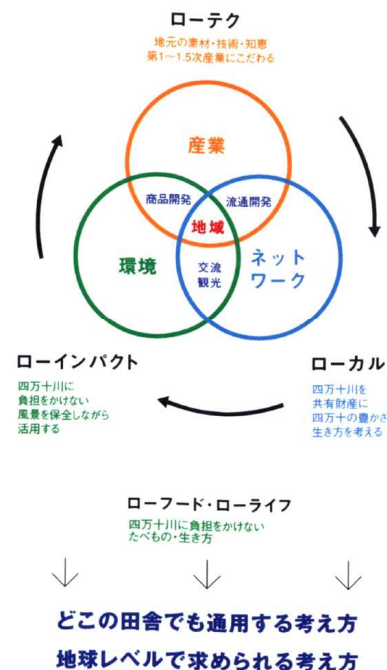 ローテク
地元の素材・技術・知恵
第1〜1.5次産業にこだわる
産業
商品開発
流通開発
地域
環境
交流
観光
ネット
ワーク
ローインパクト
四万十川に
負担をかけない
風景を保全しながら
活用する
ローカル
四万十川を
共有財産に
四万十の豊かさ
生き方を考える
ローフード・ローライフ
四万十川に負担をかけない
たべもの・生き方
どこの田舎でも通用する考え方
地球レベルで求められる考え方